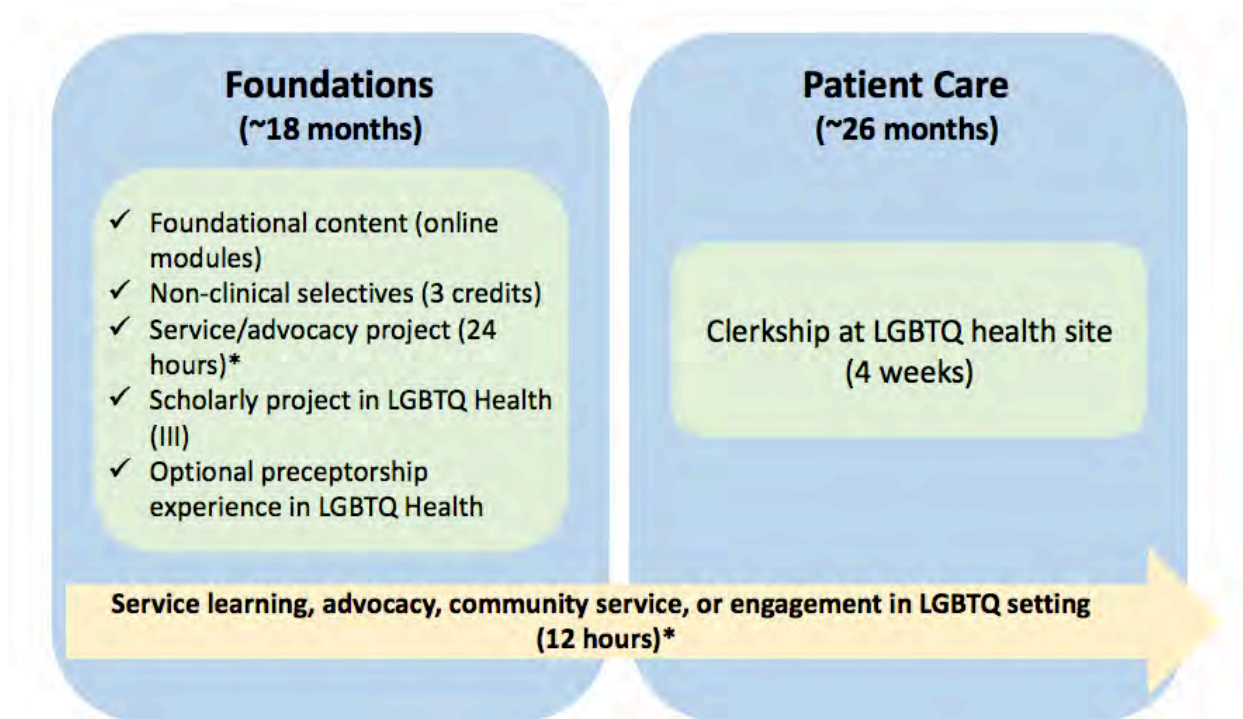 Foundations
(~18 months)
✓ Foundational content (online
modules)
✓ Non-clinical selectives (3 credits)
✓ Service/advocacy project (24
hours)*
✓ Scholarly project in LGBTQ Health
(III)
✓ Optional preceptorship
experience in LGBTQ Health
Patient Care
(~26 months)
Clerkship at LGBTQ health site
(4 weeks)
Service learning, advocacy, community service, or engagement in LGBTQ setting
(12 hours)*